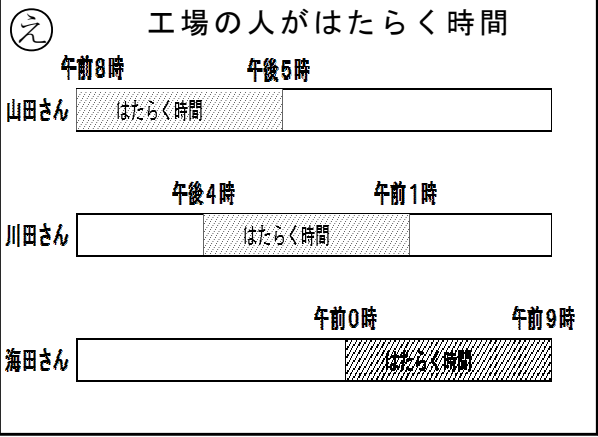 え 工場の人がはたらく時間
午前8時 午後5時
山田さん はたらく時間
午後4時 午前1時
川田さん はたらく時間
午前0時 午前9時
海田さん はたらく時間